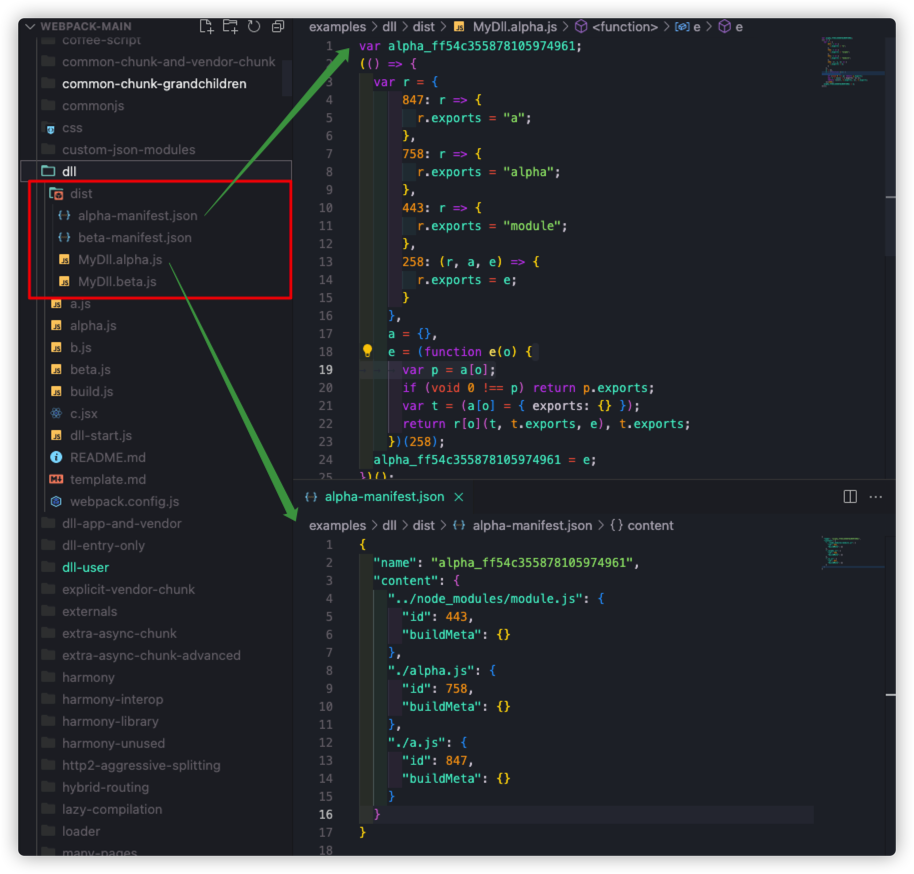 WEBPACK-MAIN
coffee-script
common-chunk-and-vendor-chunk
common-chunk-grandchildren
commonjs
css
custom-json-modules
dll
dist
alpha-manifest.json
beta-manifest.json
MyDll.alpha.js
MyDll.beta.js
a.js
alpha.js
b.js
beta.js
build.js
c.jsx
dll-start.js
README.md
template.md
webpack.config.js
dll-app-and-vendor
dll-entry-only
dll-user
explicit-vendor-chunk
externals
extra-async-chunk
extra-async-chunk-advanced
harmony
harmony-interop
harmony-library
harmony-unused
http2-aggressive-splitting
hybrid-routing
lazy-compilation
loader
many-pages
examples > dll > dist > JS MyDll.alpha.js > <function> > e > e
1 var alpha_ff54c355878105974961;
2 (() => {
3 var r = {
4 847: r => {
5 r.exports = "a";
6 },
7 758: r => {
8 r.exports = "alpha";
9 },
10 443: r => {
11 r.exports = "module";
12 },
13 258: (r, a, e) => {
14 r.exports = e;
15 }
16 },
17 a = {},
18 e = (function e(o) {
19 var p = a[o];
20 if (void 0 !== p) return p.exports;
21 var t = (a[o] = { exports: {} });
22 return r[o](t, t.exports, e), t.exports;
23 })(258);
24 alpha_ff54c355878105974961 = e;
25 })();
alpha-manifest.json ×
examples > dll > dist > {··} alpha-manifest.json > {} content
1 {
2 "name": "alpha_ff54c355878105974961",
3 "content": {
4 "../node_modules/module.js": {
5 "id": 443,
6 "buildMeta": {}
7 },
8 "./alpha.js": {
9 "id": 758,
10 "buildMeta": {}
11 },
12 "./a.js": {
13 "id": 847,
14 "buildMeta": {}
15 }
16 }
17 }
18